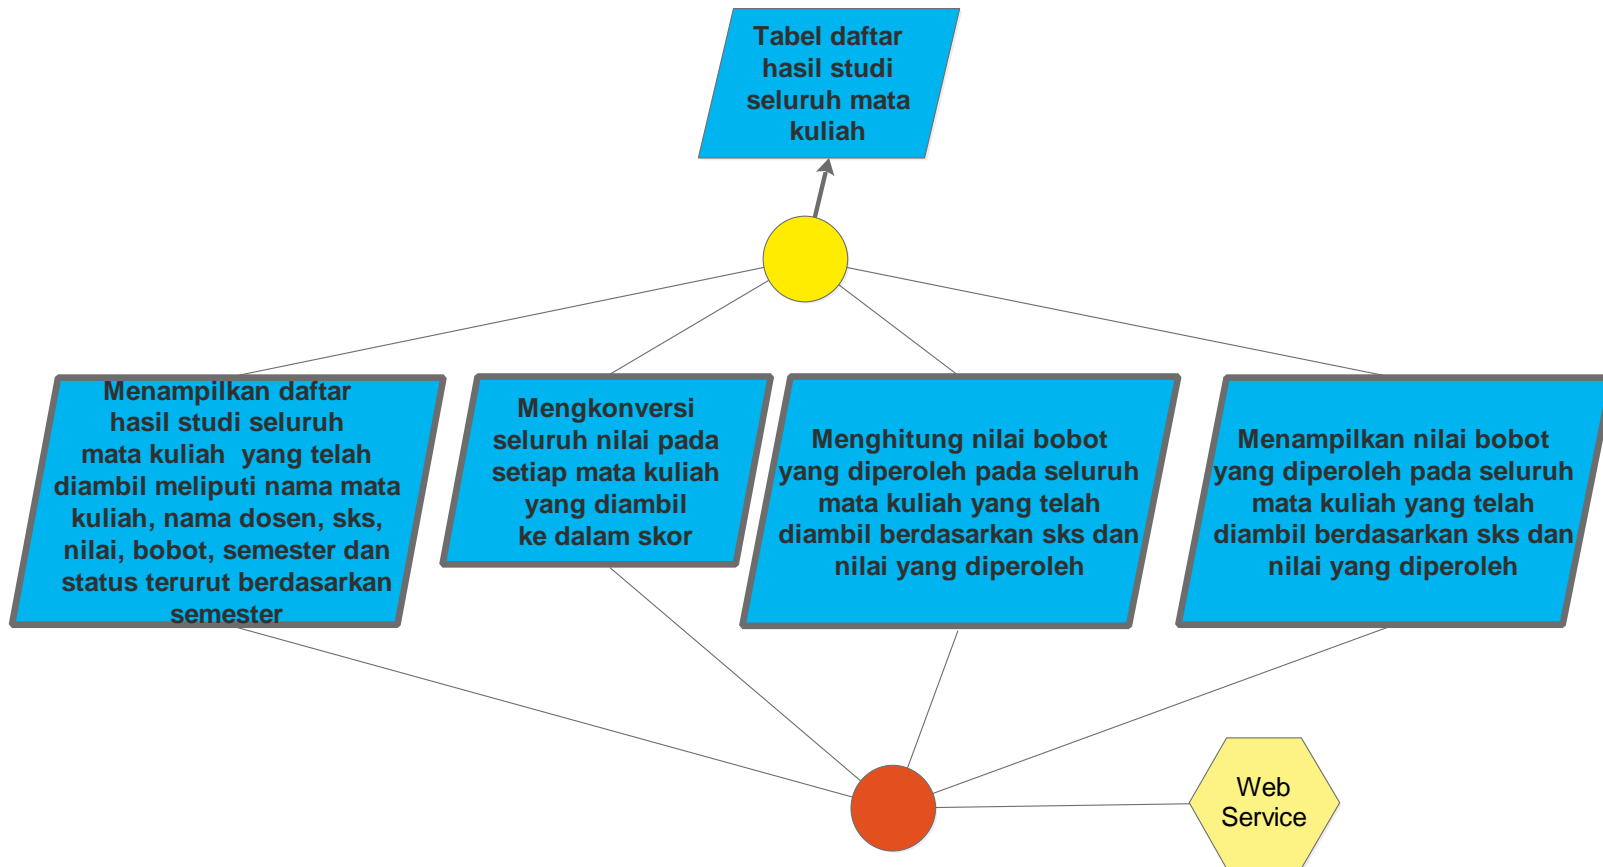 Tabel daftar
hasil studi
seluruh mata
kuliah
Menampilkan daftar
hasil studi seluruh
mata kuliah  yang telah
diambil meliputi nama mata
kuliah, nama dosen, sks,
nilai, bobot, semester dan
status terurut berdasarkan
semester
Mengkonversi
seluruh nilai pada
setiap mata kuliah
yang diambil
ke dalam skor
Menghitung nilai bobot
yang diperoleh pada seluruh
mata kuliah yang telah
diambil berdasarkan sks dan
nilai yang diperoleh
Menampilkan nilai bobot
yang diperoleh pada seluruh
mata kuliah yang telah
diambil berdasarkan sks dan
nilai yang diperoleh
Web
Service